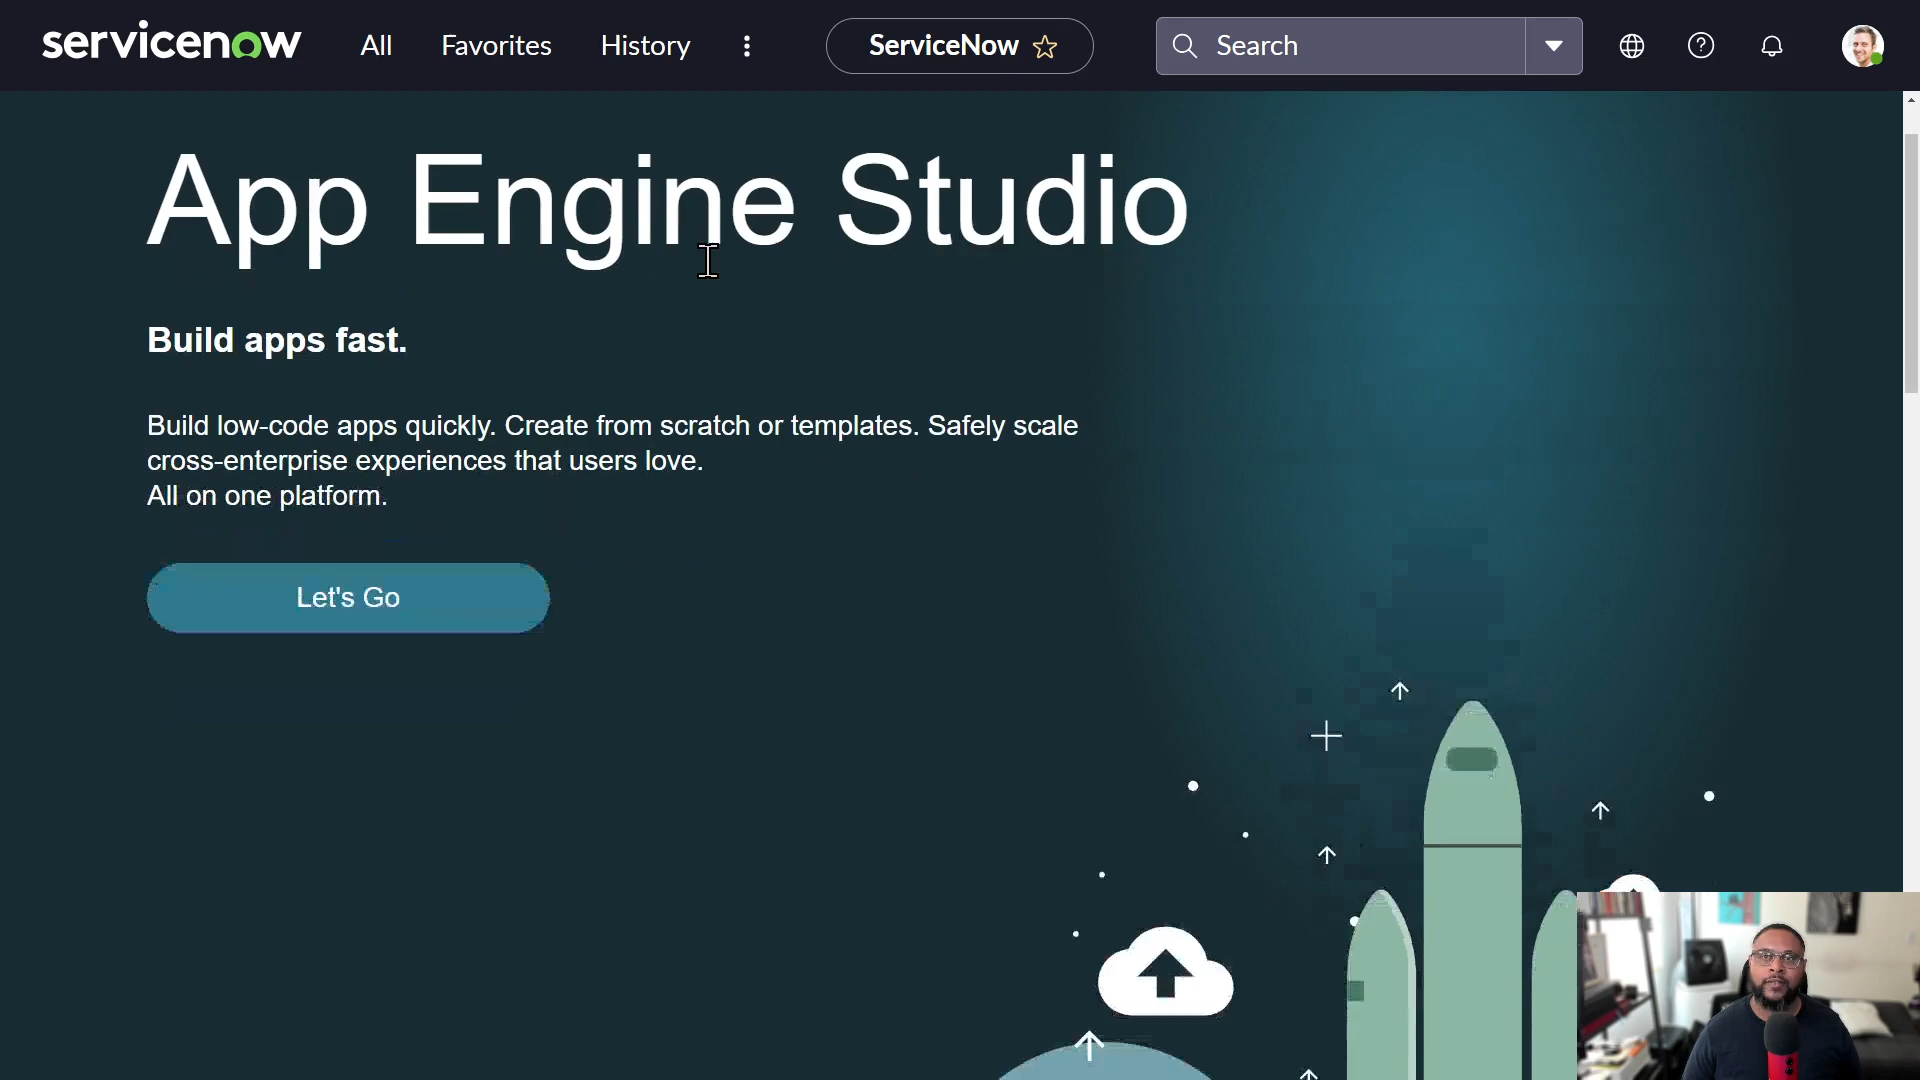 servicenow
All
Favorites
History
ServiceNow
Search
App Engine Studio
Build apps fast.
Build low-code apps quickly. Create from scratch or templates. Safely scale
cross-enterprise experiences that users love.
All on one platform.
Let's Go